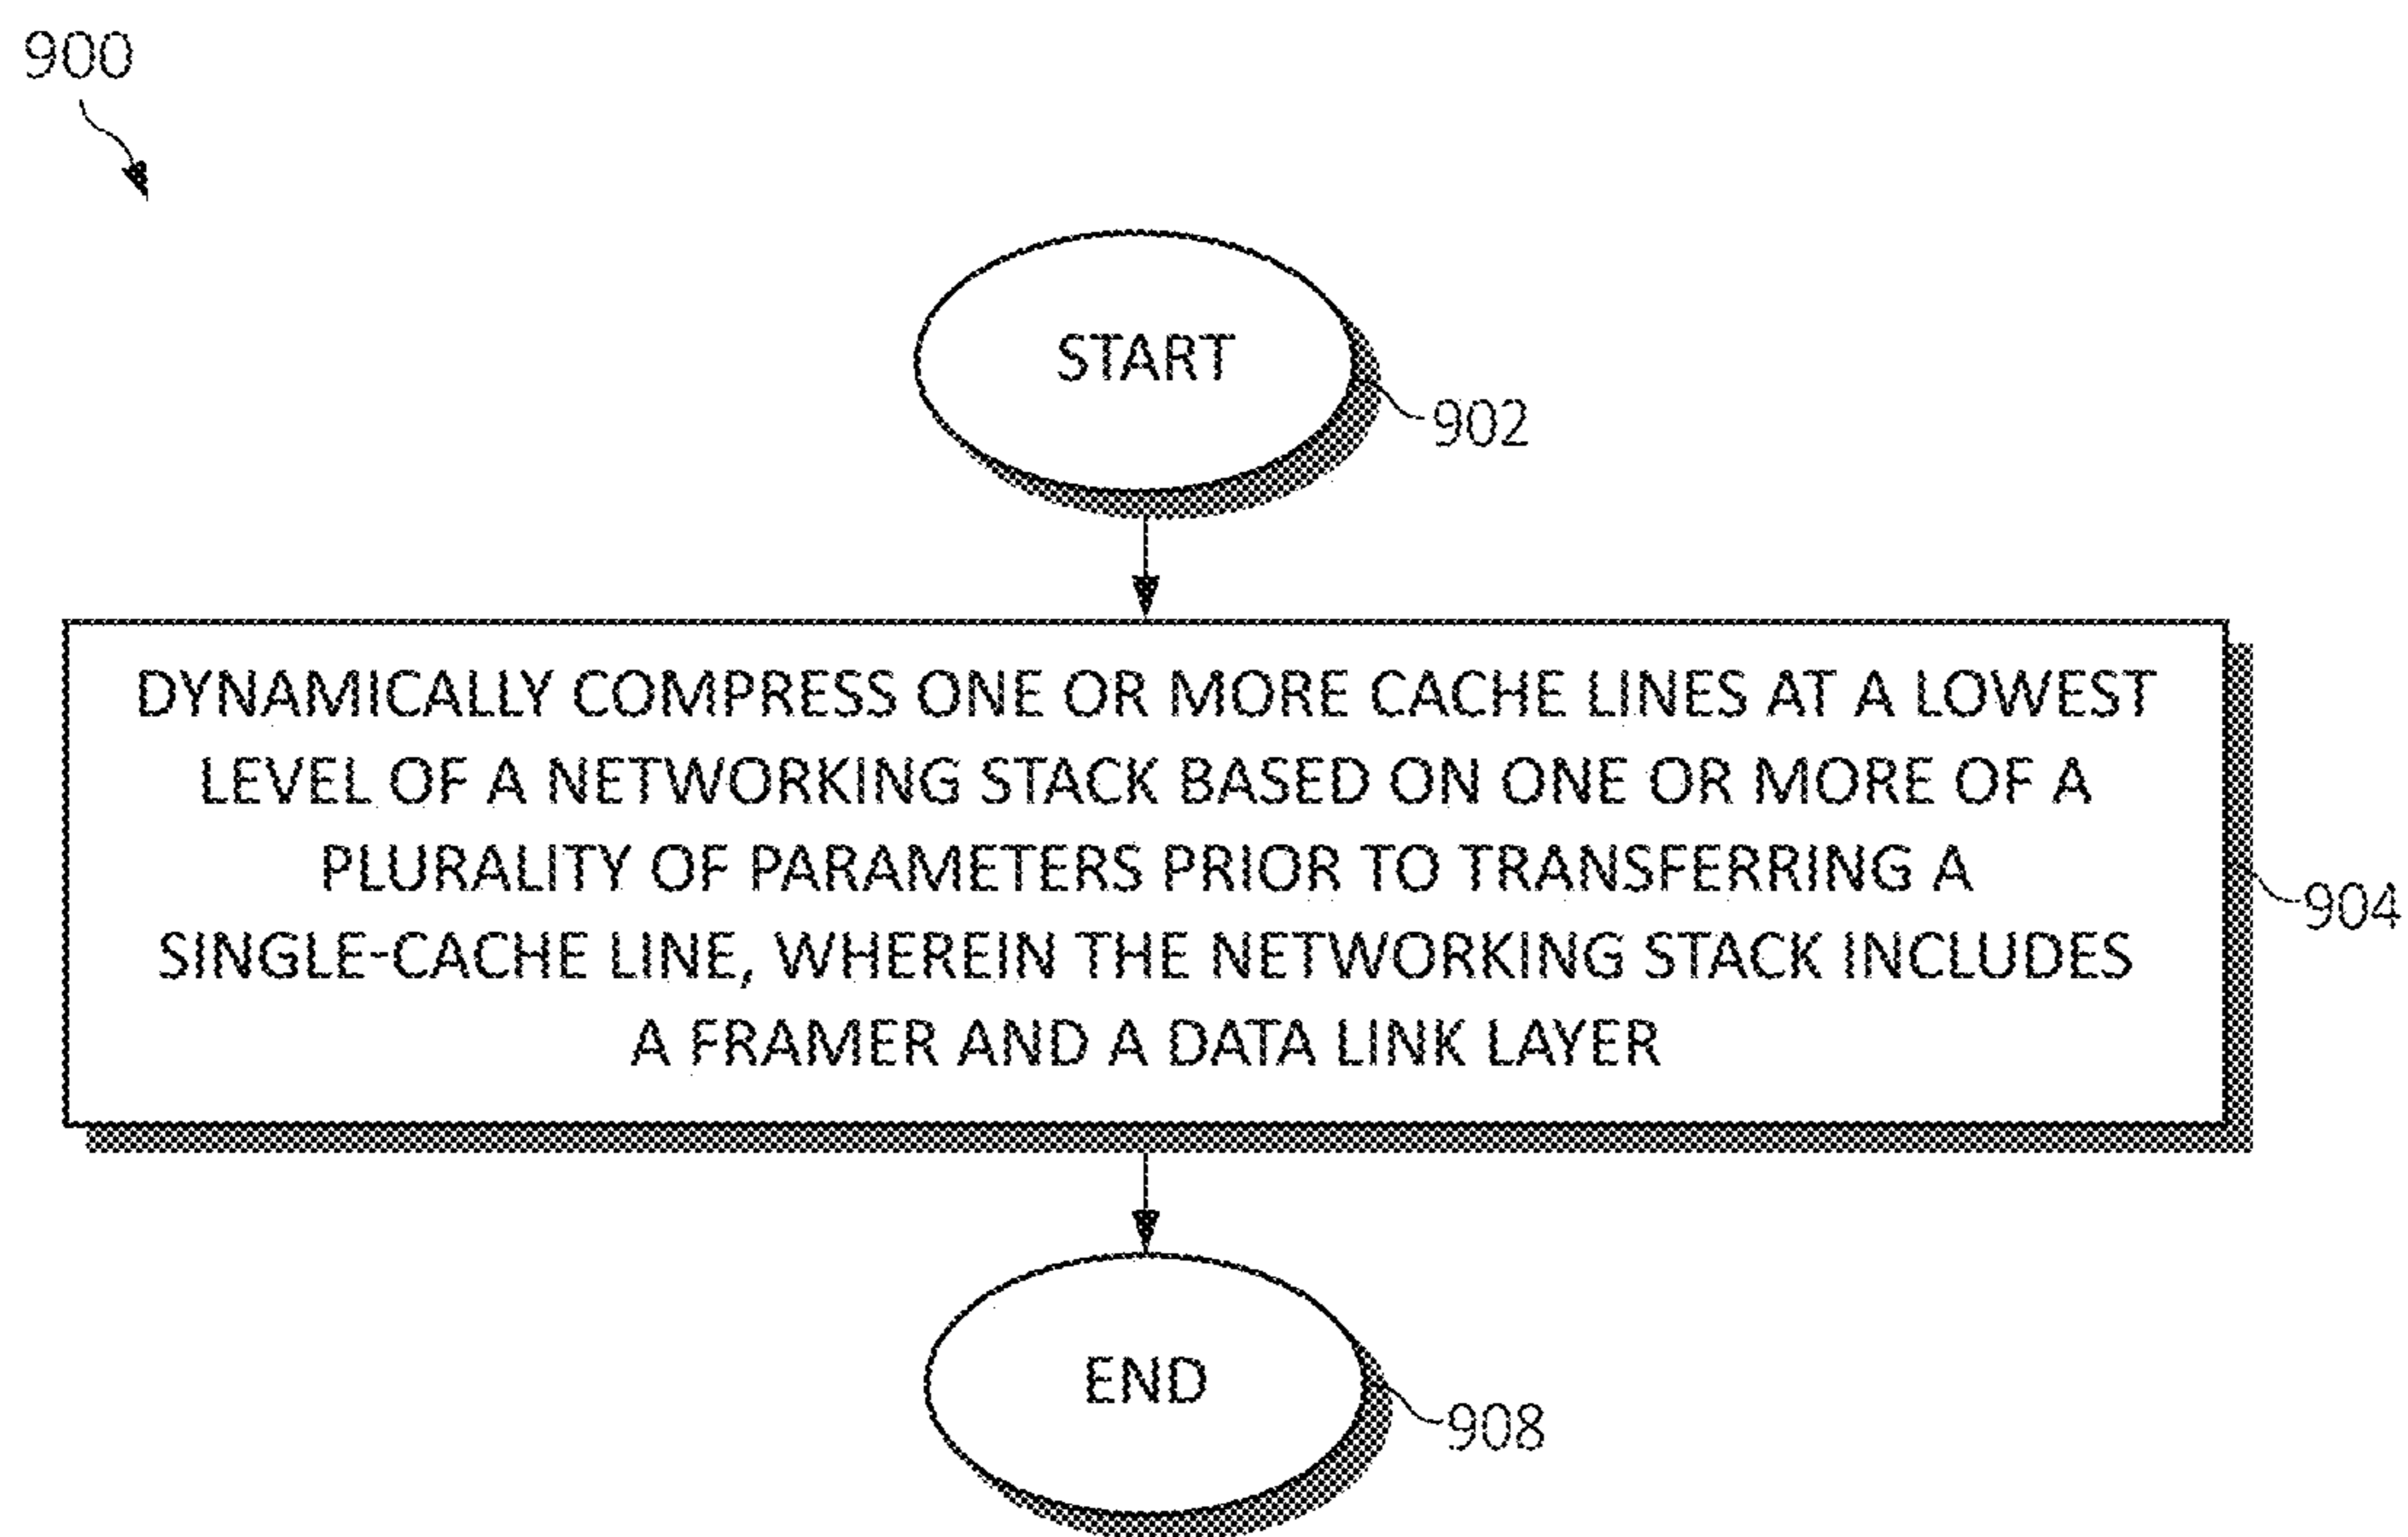 900
START
902
DYNAMICALLY COMPRESS ONE OR MORE CACHE LINES AT A LOWEST
LEVEL OF A NETWORKING STACK BASED ON ONE OR MORE OF A
PLURALITY OF PARAMETERS PRIOR TO TRANSFERRING A
SINGLE-CACHE LINE, WHEREIN THE NETWORKING STACK INCLUDES
A FRAMER AND A DATA LINK LAYER
904
END
908